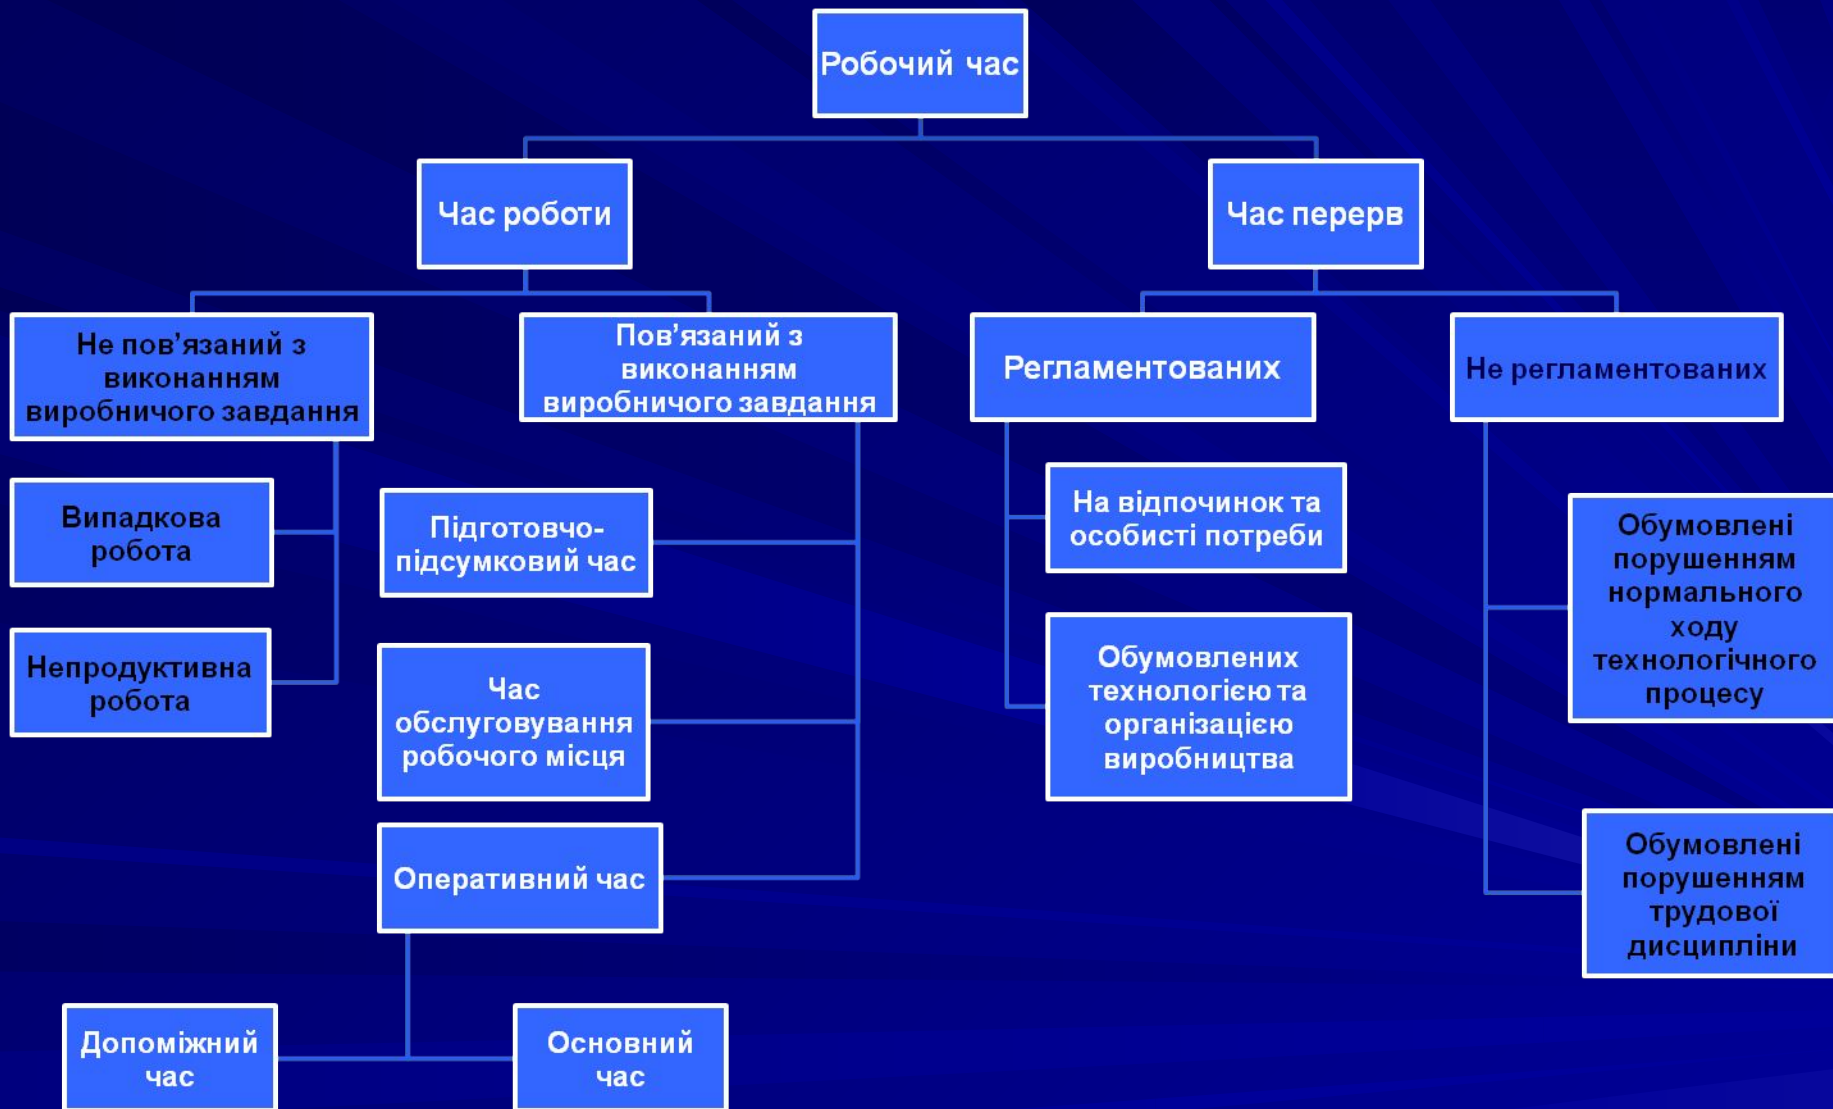 Робочий час
Час роботи
Час перерв
Не пов’язаний з
виконанням
виробничого завдання
Пов’язаний з
виконанням
виробничого завдання
Регламентованих
Не регламентованих
Випадкова
робота
Непродуктивна
робота
Підготовчо-
підсумковий час
Час
обслуговування
робочого місця
Оперативний час
Допоміжний
час
Основний
час
На відпочинок та
особисті потреби
Обумовлених
технологією та
організацією
виробництва
Обумовлені
порушенням
нормального
ходу
технологічного
процесу
Обумовлені
порушенням
трудової
дисципліни